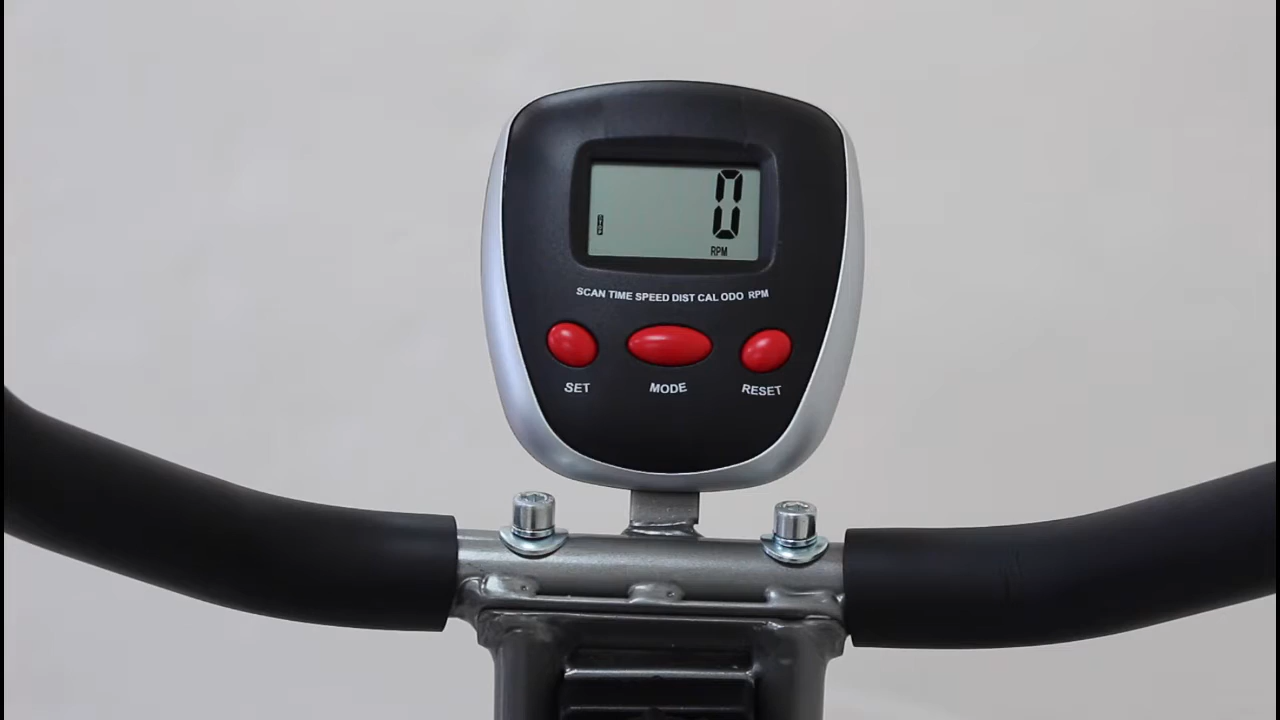 0
RPM
SCAN TIME SPEED DIST CAL ODO RPM
SET MODE RESET